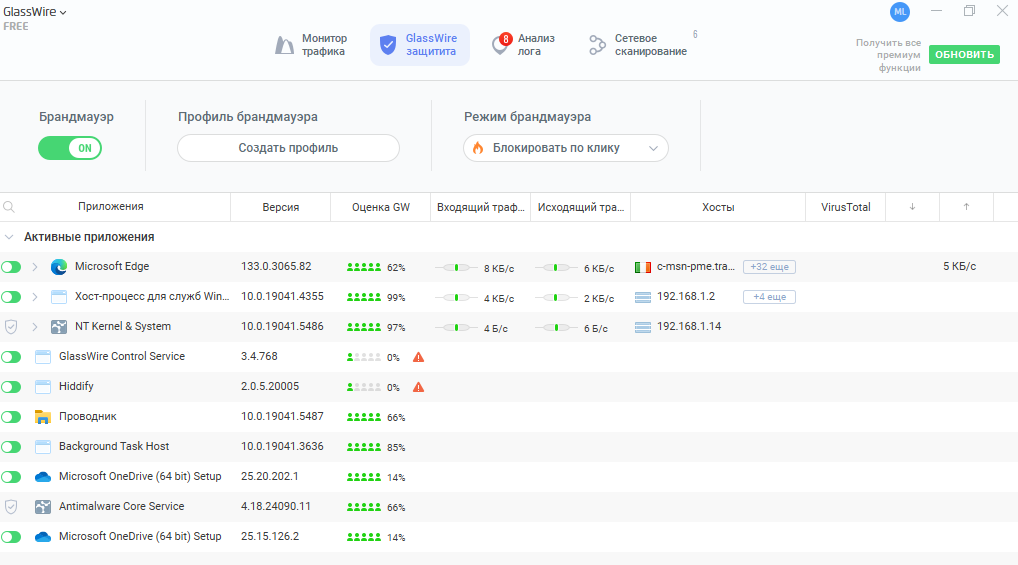 GlassWire
FREE
ML
Монитор
трафика
GlassWire
защитита
8
Анализ
лога
Сетевое
сканирование
6
Получить все
премиум
функции
ОБНОВИТЬ
Брандмауэр
Профиль брандмауэра
Режим брандмауэра
ON
Создать профиль
Блокировать по клику
Приложения Версия Оценка GW Входящий траф... Исходящий тра... Хосты VirusTotal ↓ ↑
Активные приложения
Microsoft Edge 133.0.3065.82 62% 8 КБ/с 6 КБ/с c-msn-pme.tra... +32 еще 5 КБ/с
Хост-процесс для служб Win... 10.0.19041.4355 99% 4 КБ/с 2 КБ/с 192.168.1.2 +4 еще
NT Kernel & System 10.0.19041.5486 97% 4 Б/с 6 Б/с 192.168.1.14
GlassWire Control Service 3.4.768 0%
Hiddify 2.0.5.20005 0%
Проводник 10.0.19041.5487 66%
Background Task Host 10.0.19041.3636 85%
Microsoft OneDrive (64 bit) Setup 25.20.202.1 14%
Antimalware Core Service 4.18.24090.11 66%
Microsoft OneDrive (64 bit) Setup 25.15.126.2 14%